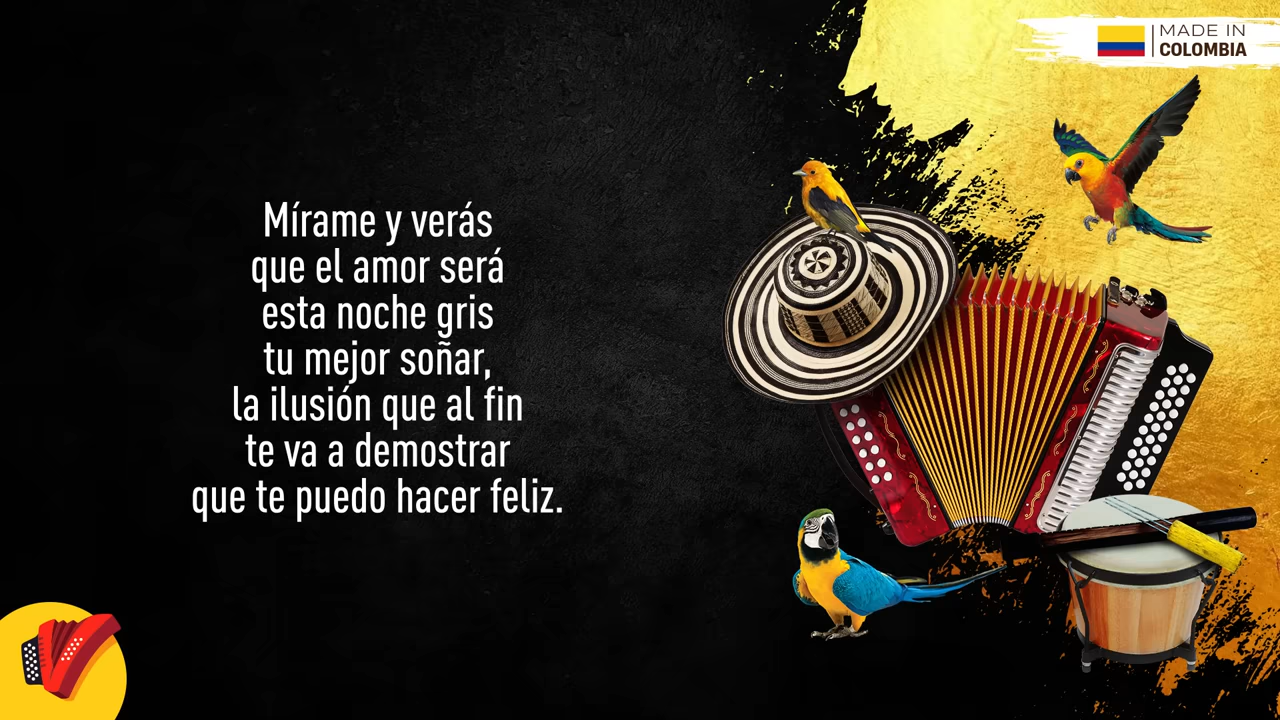 MADE IN
COLOMBIA
Mírame y verás
que el amor será
esta noche gris
tu mejor soñar,
la ilusión que al fin
te va a demostrar
que te puedo hacer feliz.